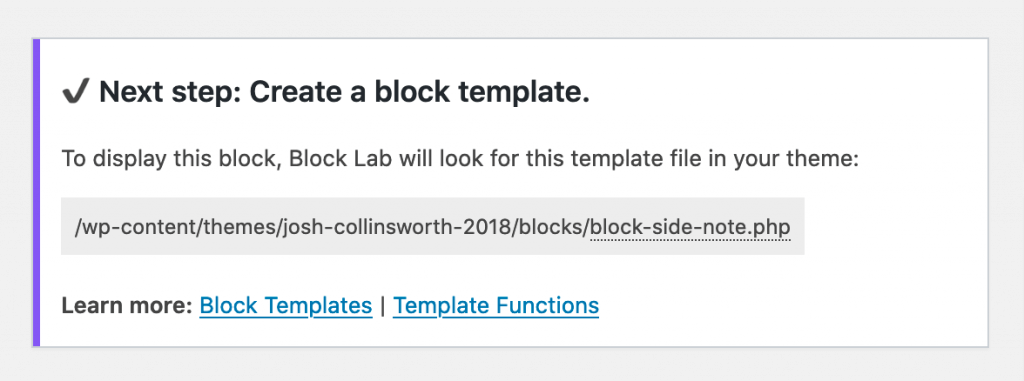 ✔ Next step: Create a block template.
To display this block, Block Lab will look for this template file in your theme:
/wp-content/themes/josh-collinsworth-2018/blocks/block-side-note.php
Learn more: Block Templates | Template Functions